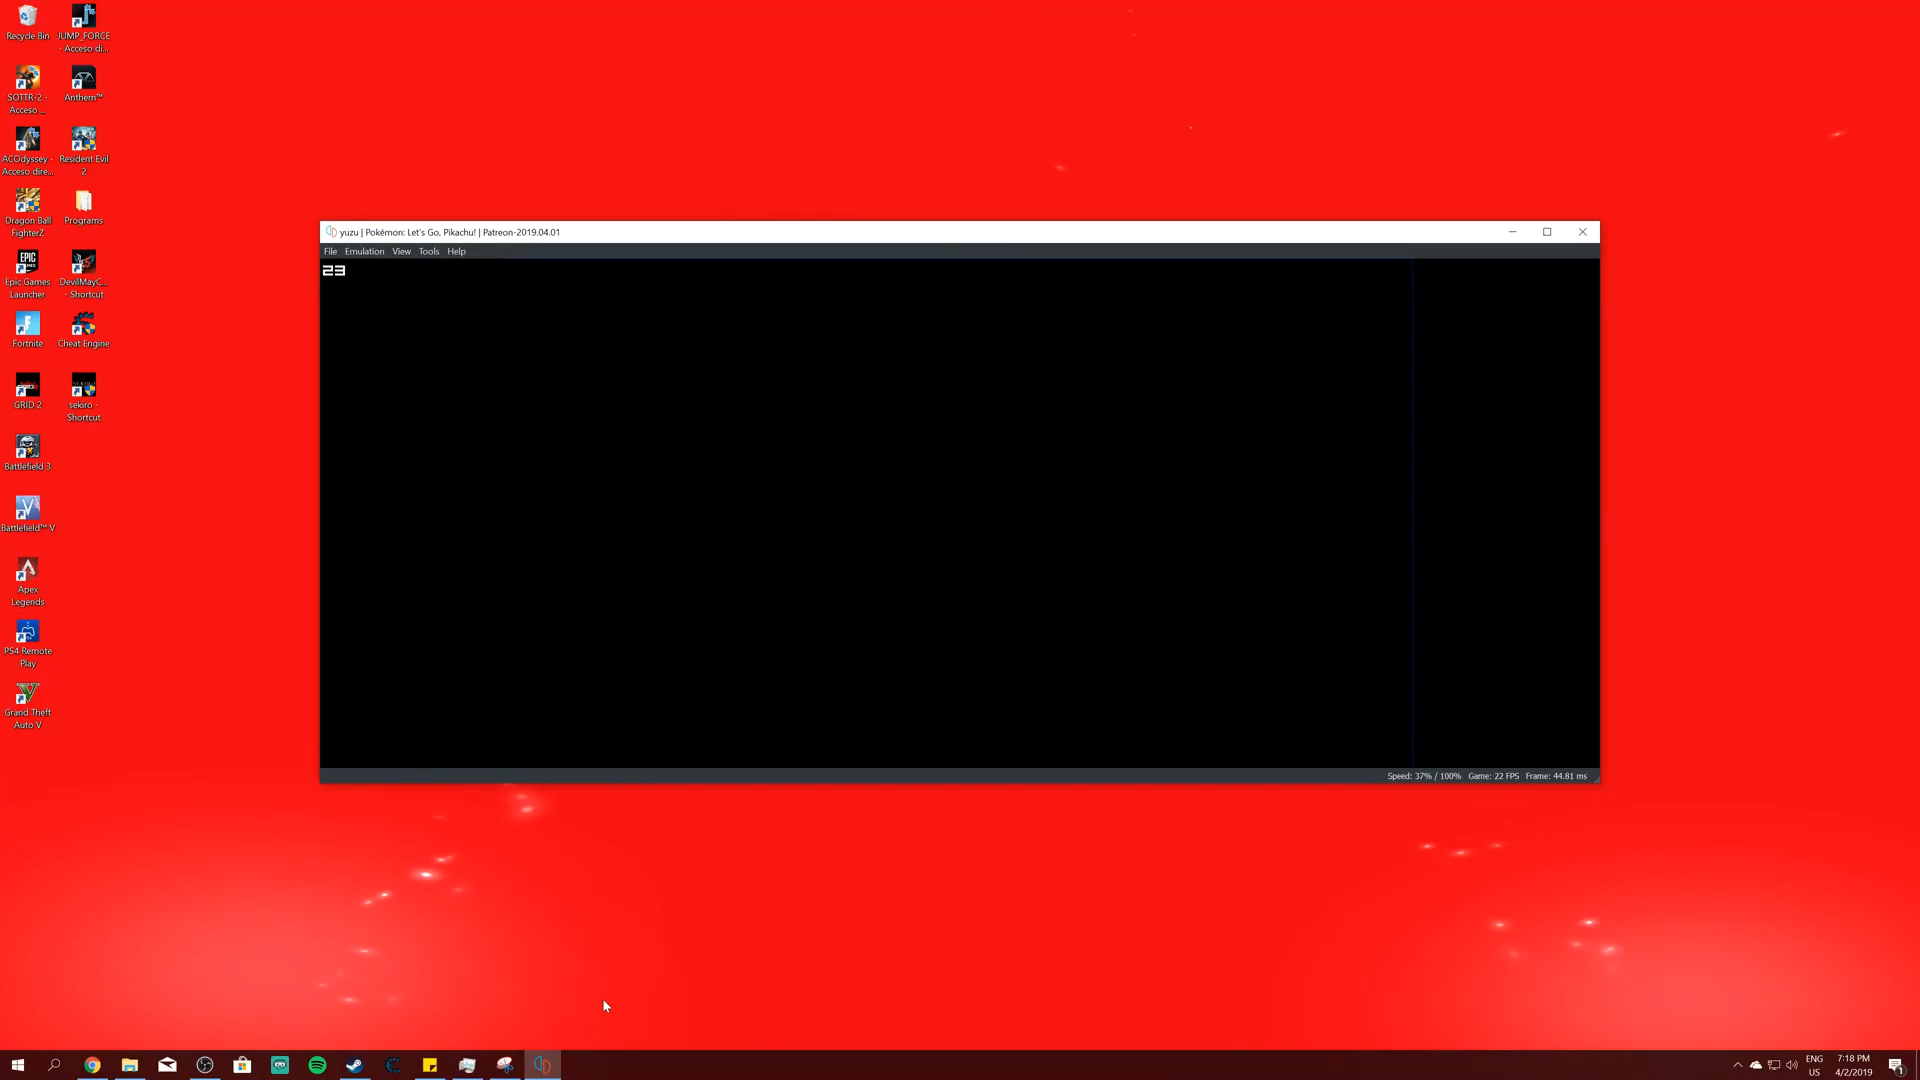 Recycle Bin
JUMP_FORCE
- Acceso di...
SOTTR-2 -
Acceso ...
Anthem™
ACOdyssey -
Acceso dire...
Resident Evil
2
Dragon Ball
FighterZ
Programs
Epic Games
Launcher
DevilMayC...
- Shortcut
Fortnite
Cheat Engine
GRID 2
sekiro -
Shortcut
Battlefield 3
Battlefield™ V
Apex
Legends
PS4 Remote
Play
Grand Theft
Auto V
yuzu | Pokémon: Let's Go, Pikachu! | Patreon-2019.04.01
File Emulation View Tools Help
23
Speed: 37% / 100% Game: 22 FPS Frame: 44.81 ms
ENG
US
7:18 PM
4/2/2019
1